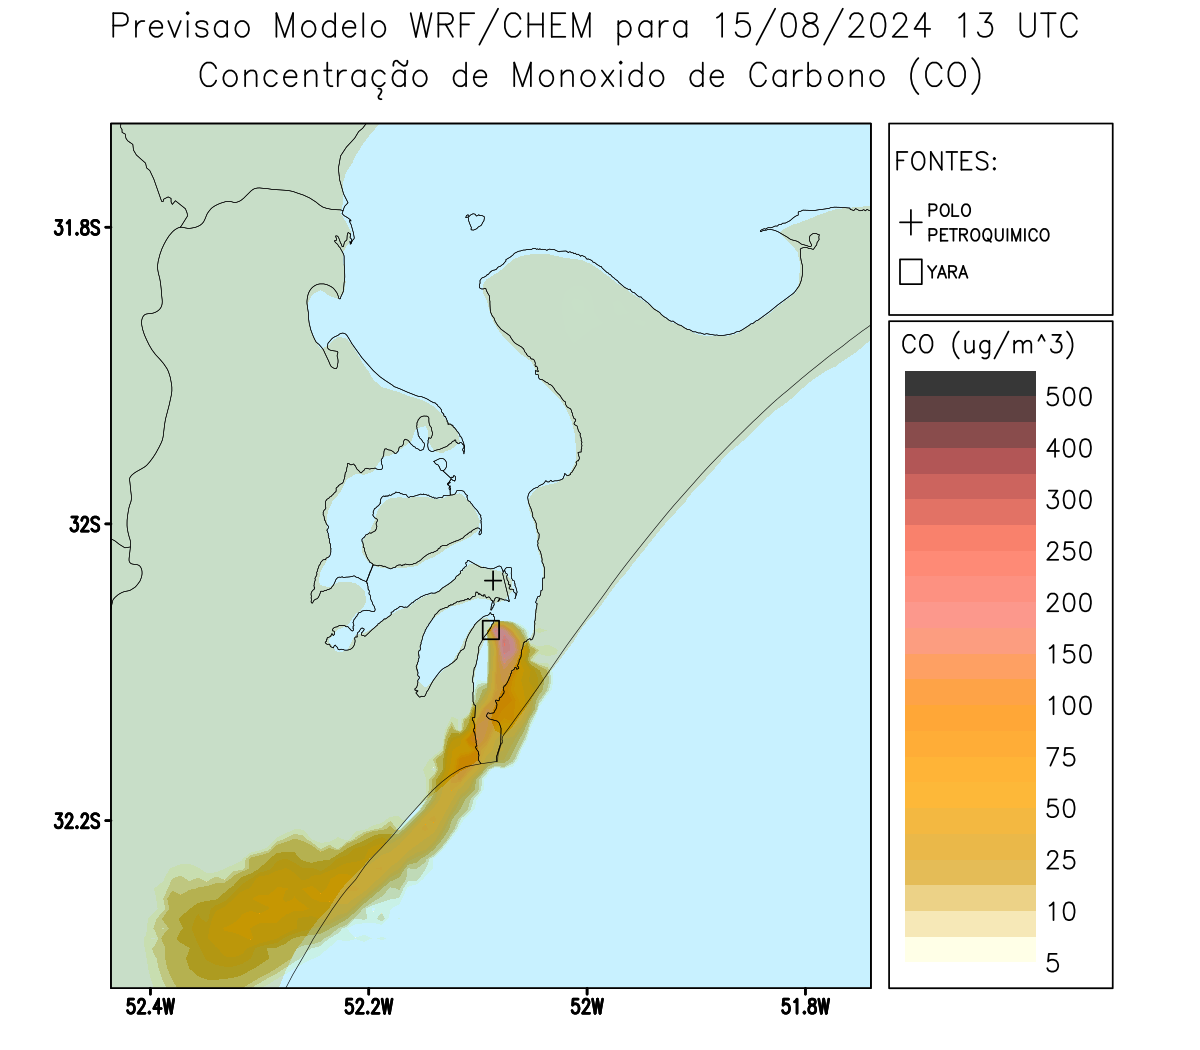 Previsao Modelo WRF/CHEM para 15/08/2024 13 UTC
Concentração de Monoxido de Carbono (CO)
FONTES:
POLO
PETROQUIMICO
YARA
CO (ug/m^3)
500
400
300
250
200
150
100
75
50
25
10
5
31.8S
32S
32.2S
52.4W
52.2W
52W
51.8W